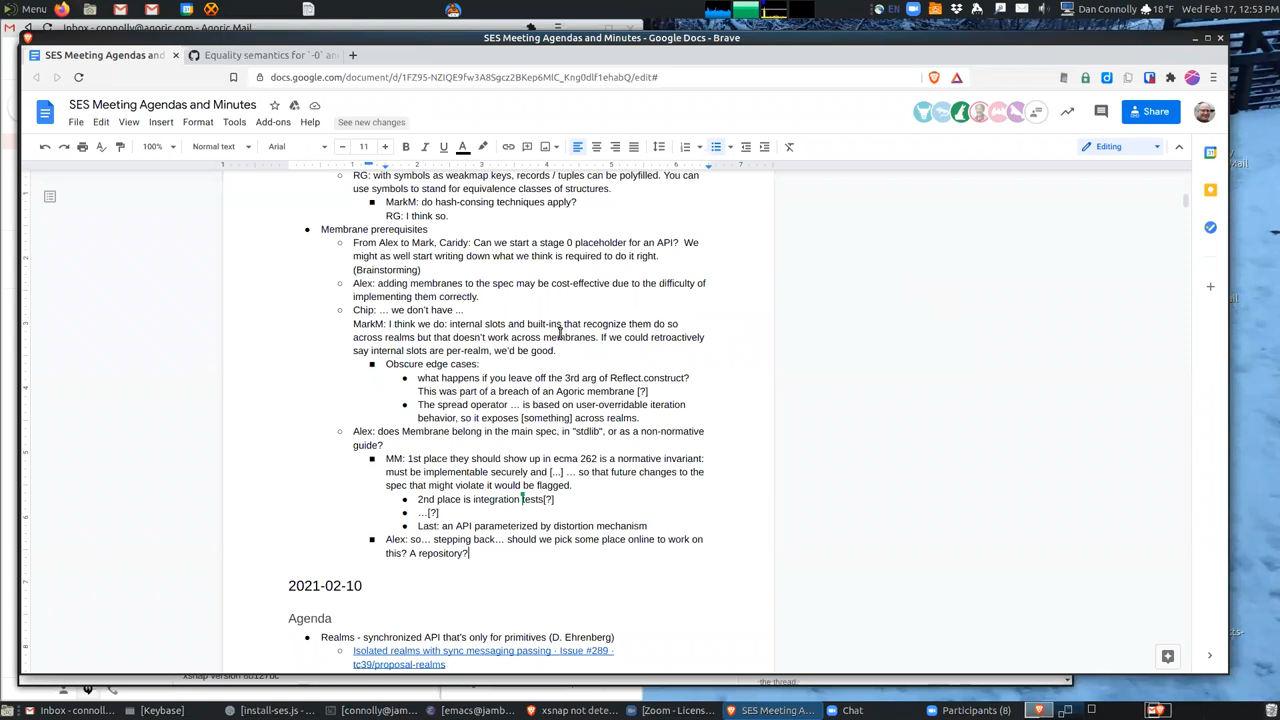 Menu
EN
Dan Connolly
18 °F
Wed Feb 17, 12:53 PM
Inbox - connolly@agoric.com - Agoric Mail
SES Meeting Agendas and Minutes - Google Docs - Brave
SES Meeting Agendas and
Equality semantics for `-0` an
docs.google.com/document/d/1FZ95-NZIQE9fw3A8Sgcz2BKep6MlC_Kng0dlf1ehabQ/edit#
SES Meeting Agendas and Minutes
File Edit View Insert Format Tools Add-ons Help See new changes
Share
100% Normal text Arial 11 Editing
RG: with symbols as weakmap keys, records / tuples can be polyfilled. You can
use symbols to stand for equivalence classes of structures.
MarkM: do hash-consing techniques apply?
RG: I think so.
Membrane prerequisites
From Alex to Mark, Caridy: Can we start a stage 0 placeholder for an API? We
might as well start writing down what we think is required to do it right.
(Brainstorming)
Alex: adding membranes to the spec may be cost-effective due to the difficulty of
implementing them correctly.
Chip: … we don't have ...
MarkM: I think we do: internal slots and built-ins that recognize them do so
across realms but that doesn't work across membranes. If we could retroactively
say internal slots are per-realm, we'd be good.
Obscure edge cases:
what happens if you leave off the 3rd arg of Reflect.construct?
This was part of a breach of an Agoric membrane [?]
The spread operator … is based on user-overridable iteration
behavior, so it exposes [something] across realms.
Alex: does Membrane belong in the main spec, in "stdlib", or as a non-normative
guide?
MM: 1st place they should show up in ecma 262 is a normative invariant:
must be implementable securely and [...] … so that future changes to the
spec that might violate it would be flagged.
2nd place is integration tests[?]
…[?]
Last: an API parameterized by distortion mechanism
Alex: so… stepping back… should we pick some place online to work on
this? A repository?
2021-02-10
Agenda
Realms - synchronized API that's only for primitives (D. Ehrenberg)
Isolated realms with sync messaging passing · Issue #289 ·
tc39/proposal-realms
the thread.
Inbox - connoll...
[Keybase]
[install-ses.js - ...
[connolly@jam...
[emacs@jamb...
xsnap not dete...
[Zoom - Licens...
SES Meeting A...
Chat
Participants (8)